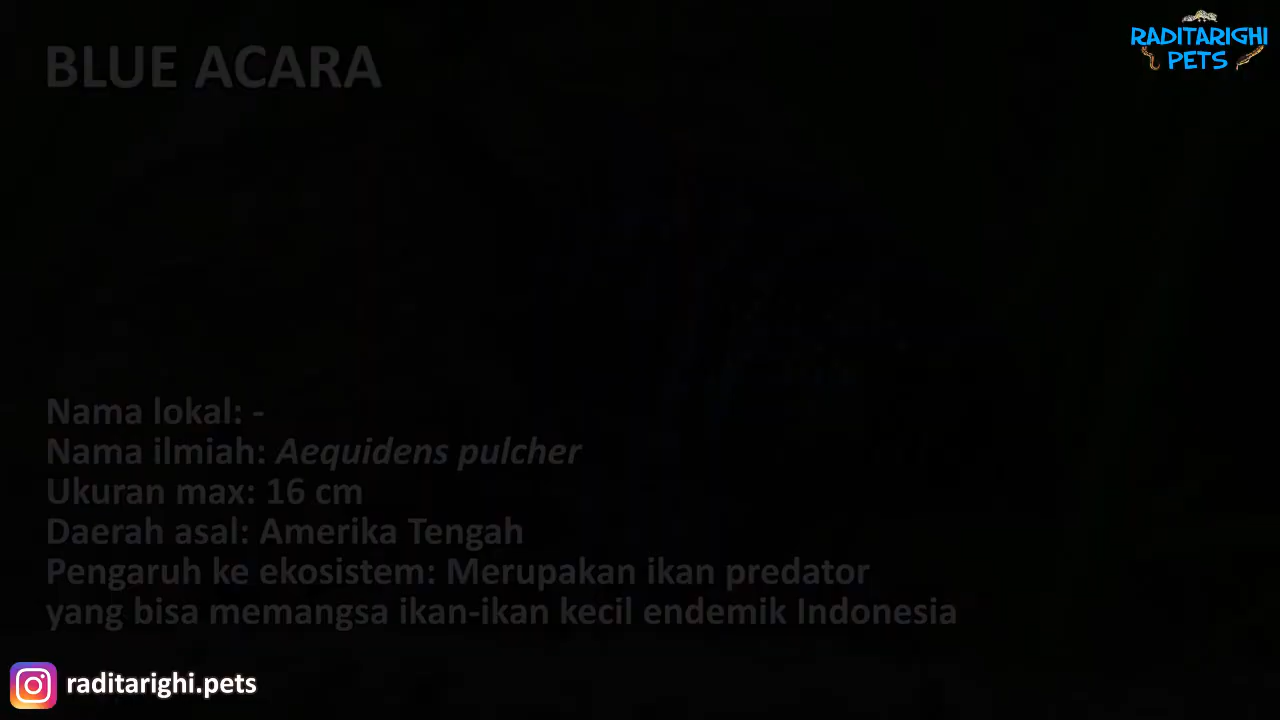 BLUE ACARA
RADITARIGHI
PETS
Nama lokal: -
Nama ilmiah: Aequidens pulcher
Ukuran max: 16 cm
Daerah asal: Amerika Tengah
Pengaruh ke ekosistem: Merupakan ikan predator
yang bisa memangsa ikan-ikan kecil endemik Indonesia
raditarighi.pets